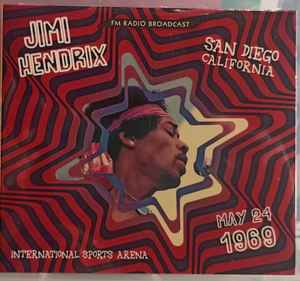 FM RADIO BROADCAST
JIMI
HENDRIX
SAN DIEGO
CALIFORNIA
MAY 24
1969
INTERNATIONAL SPORTS ARENA